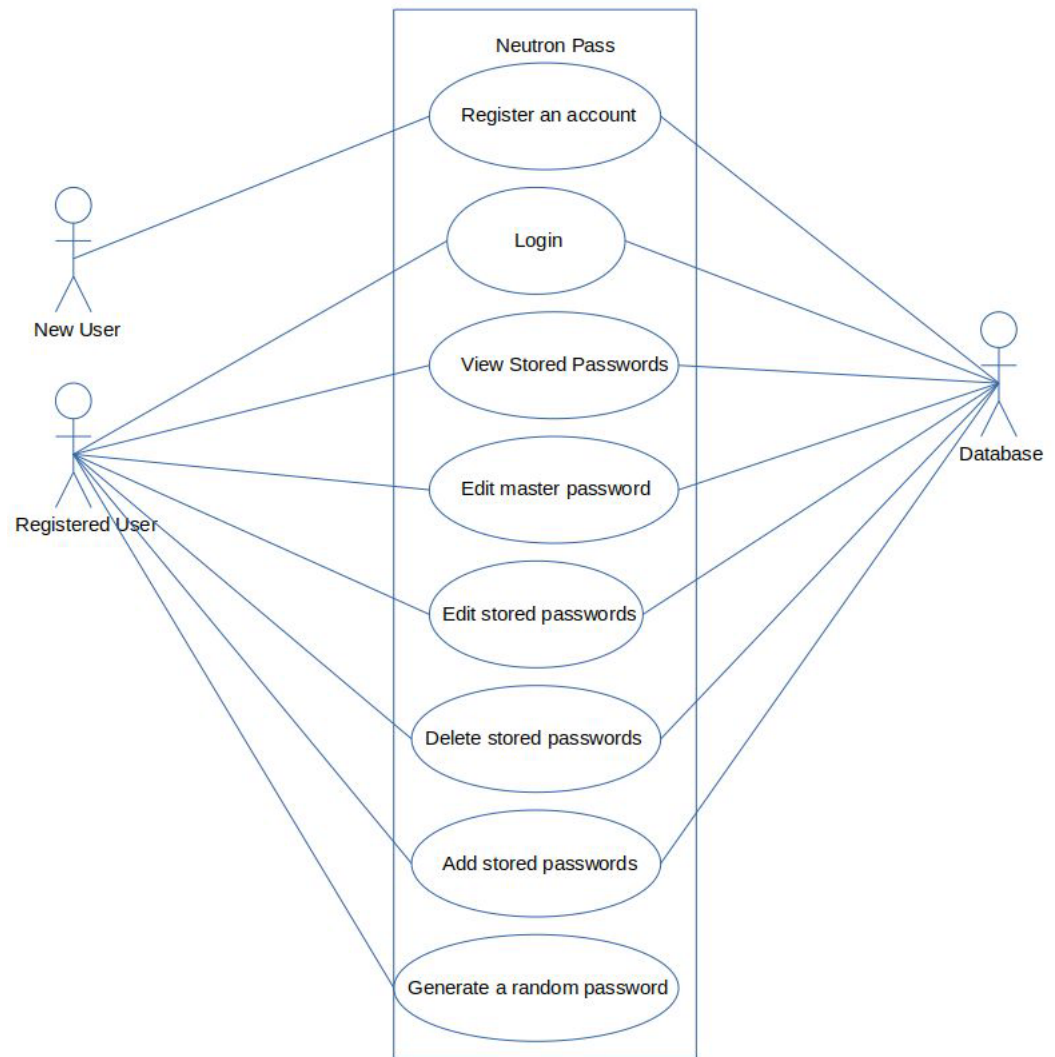 Neutron Pass
Register an account
Login
New User
View Stored Passwords
Database
Edit master password
Registered User
Edit stored passwords
Delete stored passwords
Add stored passwords
Generate a random password